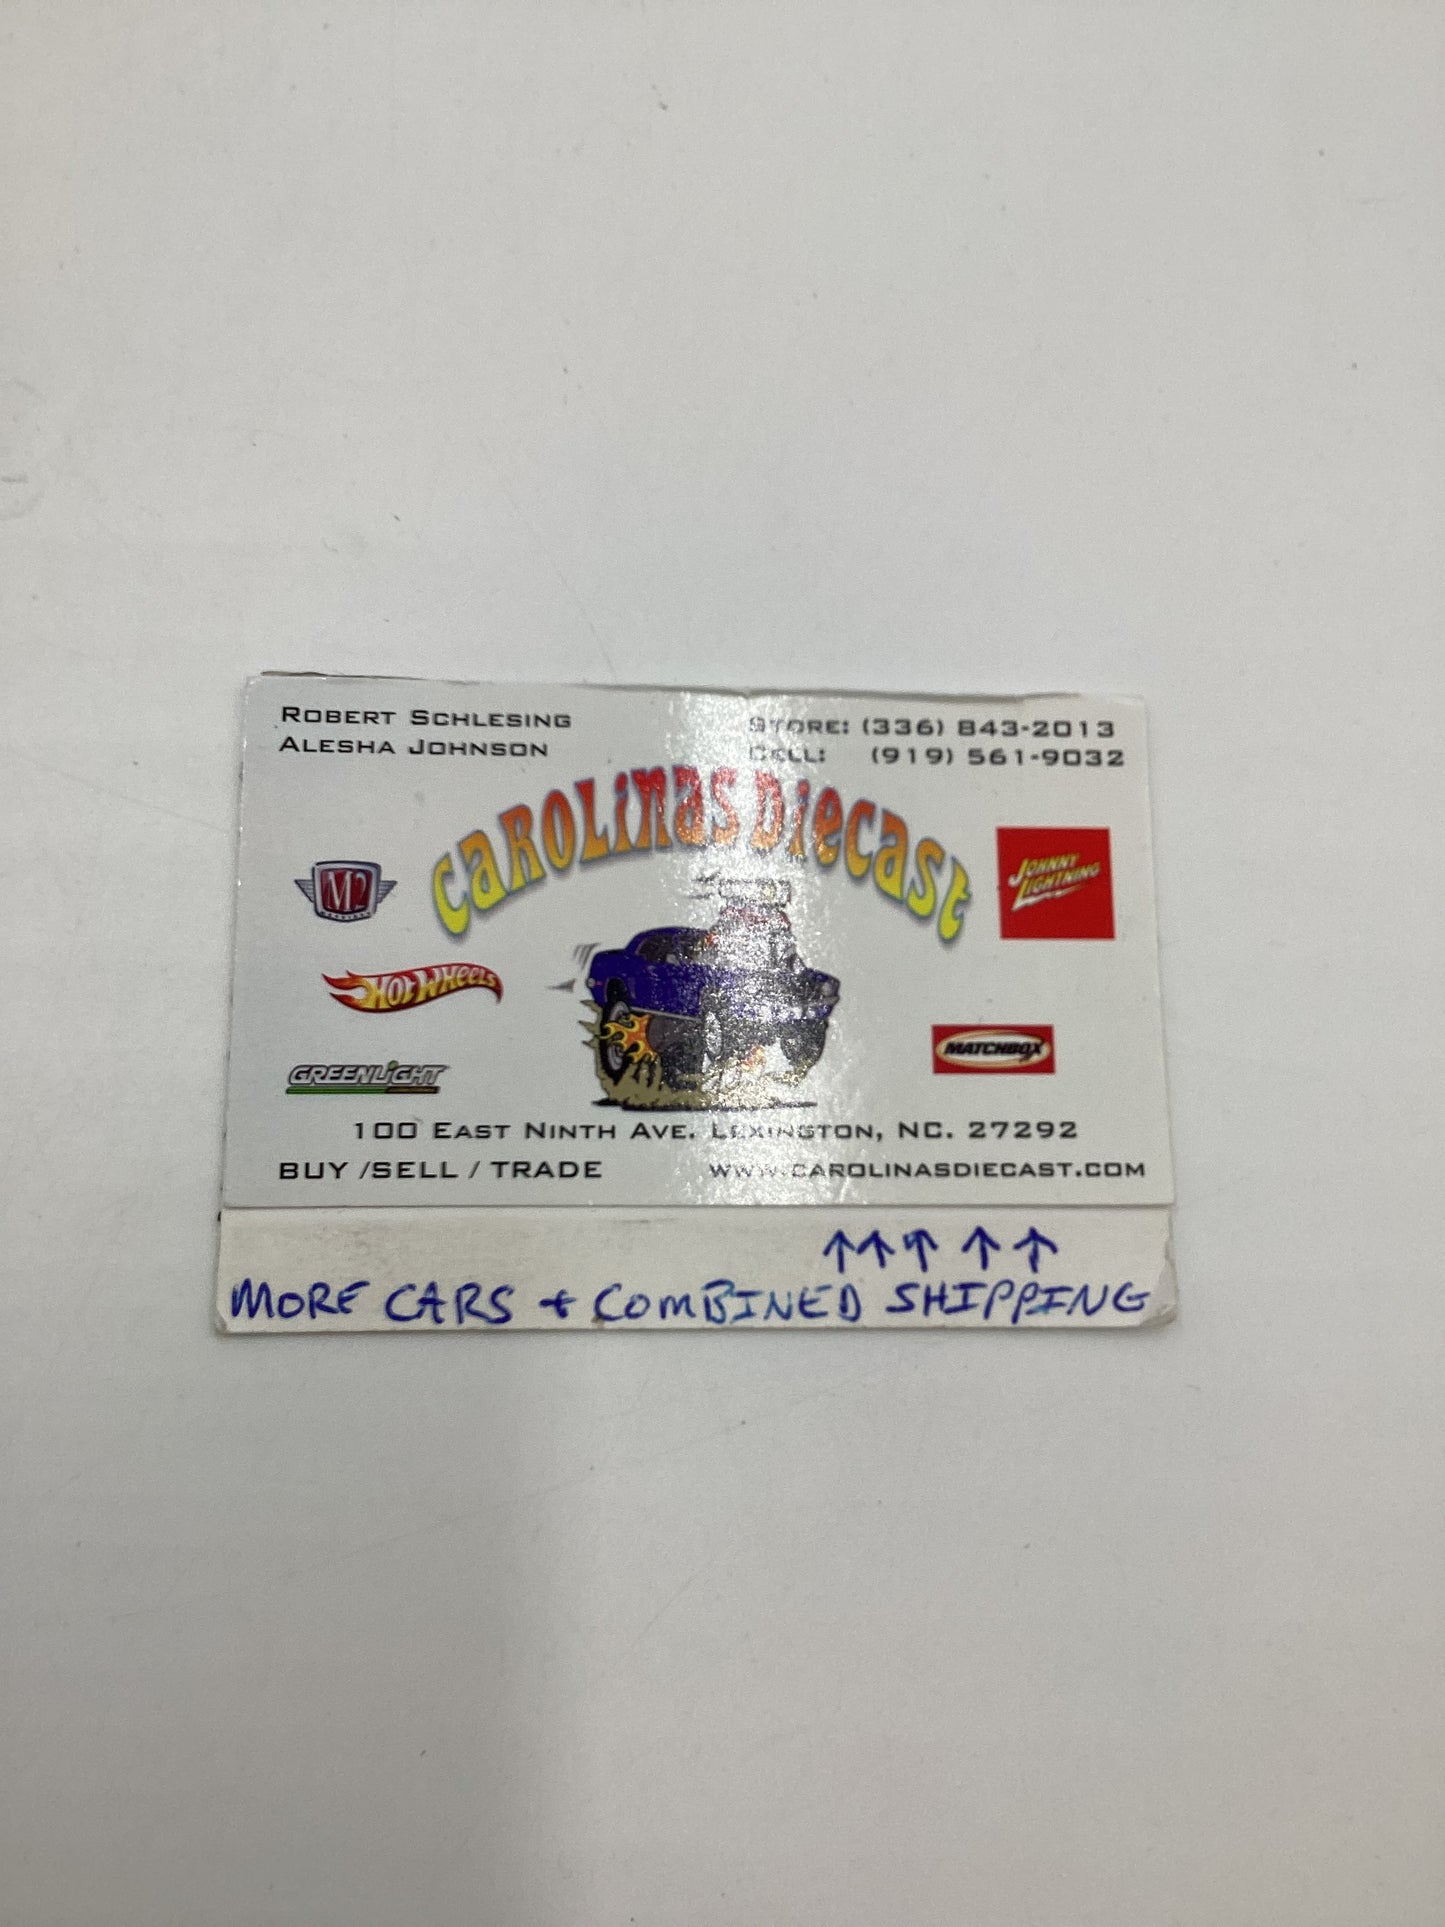 ROBERT SCHLESING
ALESHA JOHNSON
STORE: (336) 843-2013
CELL: (919) 561-9032
CAROLINAS DIECAST
M2
MACHINES
JOHNNY
LIGHTNING
HOT WHEELS
MATCHBOX
GREENLIGHT
100 EAST NINTH AVE. LEXINGTON, NC. 27292
BUY /SELL / TRADE
WWW.CAROLINASDIECAST.COM
↑↑↑↑↑
MORE CARS + COMBINED SHIPPING